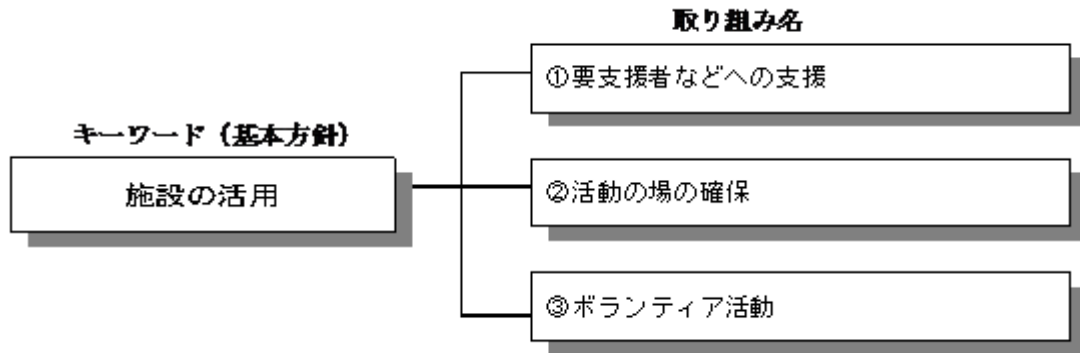 取り組み名
①要支援者などへの支援
キーワード（基本方針）
施設の活用
②活動の場の確保
③ボランティア活動